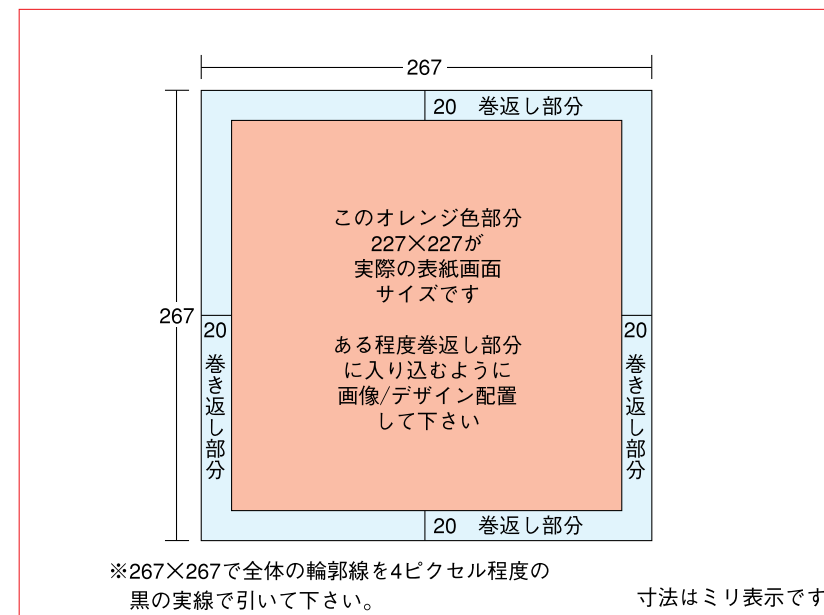 267
20 巻返し部分
このオレンジ色部分
227×227が
実際の表紙画面
サイズです
267
20
巻き返し部分
20
巻き返し部分
ある程度巻返し部分
に入り込むように
画像/デザイン配置
して下さい
20 巻返し部分
※267×267で全体の輪郭線を4ピクセル程度の
黒の実線で引いて下さい。
寸法はミリ表示です